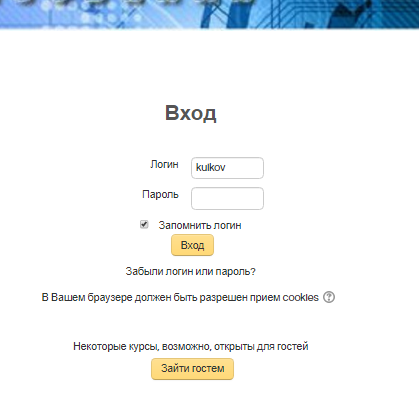 Вход
Логин kulkov
Пароль
Запомнить логин
Вход
Забыли логин или пароль?
В Вашем браузере должен быть разрешен прием cookies
Некоторые курсы, возможно, открыты для гостей
Зайти гостем